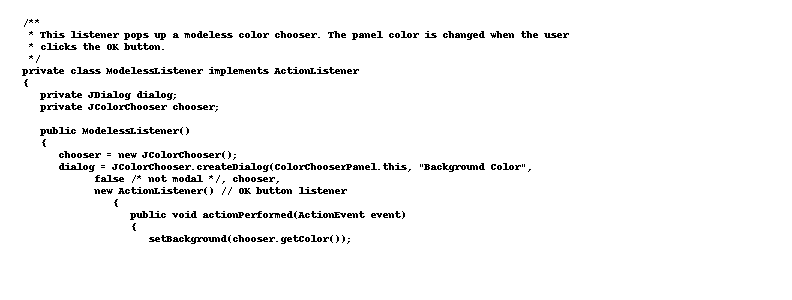 /**
 * This listener pops up a modeless color chooser. The panel color is changed when the user
 * clicks the OK button.
 */
private class ModelessListener implements ActionListener
{
   private JDialog dialog;
   private JColorChooser chooser;

   public ModelessListener()
   {
      chooser = new JColorChooser();
      dialog = JColorChooser.createDialog(ColorChooserPanel.this, "Background Color",
            false /* not modal */, chooser,
            new ActionListener() // OK button listener
               {
                  public void actionPerformed(ActionEvent event)
                  {
                     setBackground(chooser.getColor());